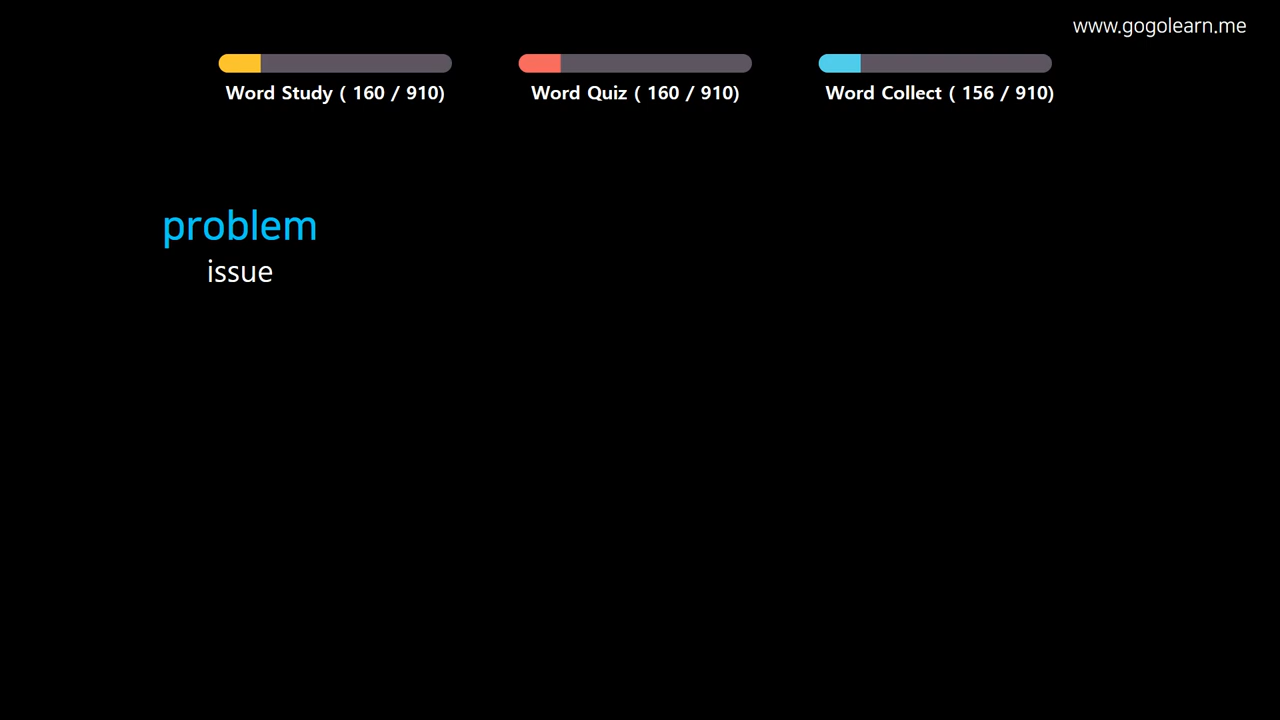 www.gogolearn.me
Word Study ( 160 / 910)
Word Quiz ( 160 / 910)
Word Collect ( 156 / 910)
problem
issue